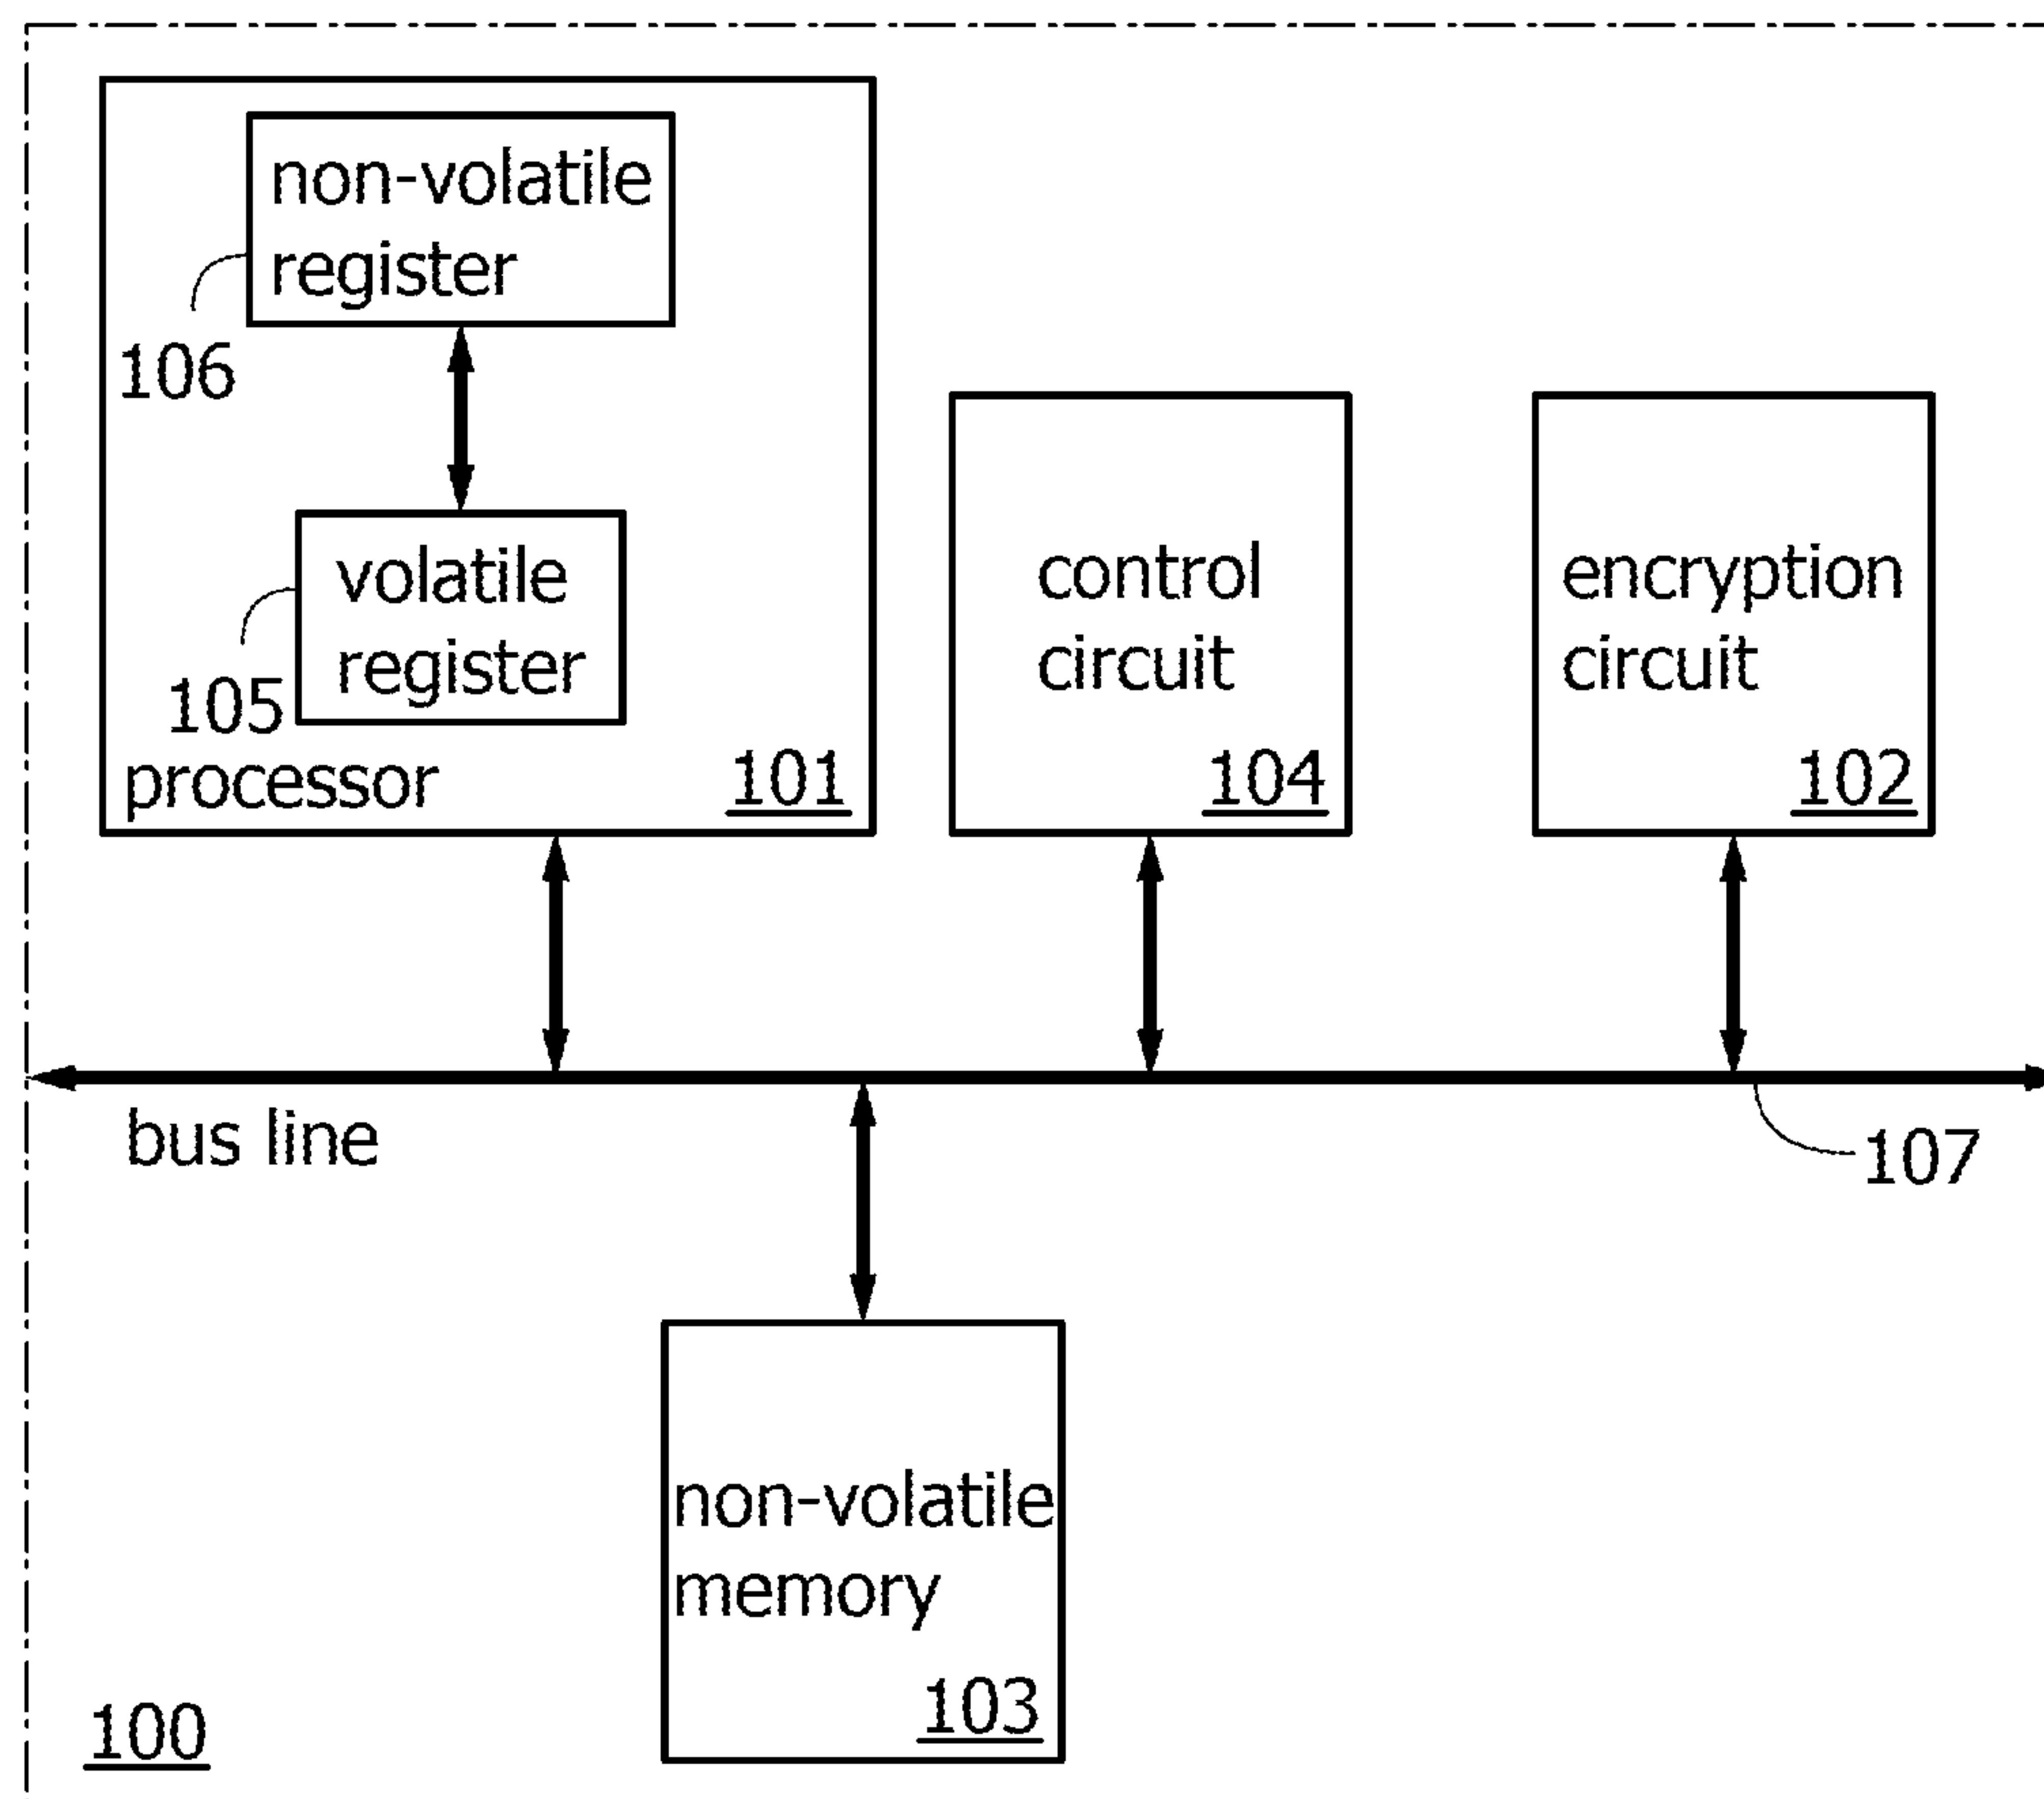 non-volatile
register
106
volatile
register
105
processor
101
control
circuit
104
encryption
circuit
102
bus line
107
non-volatile
memory
103
100